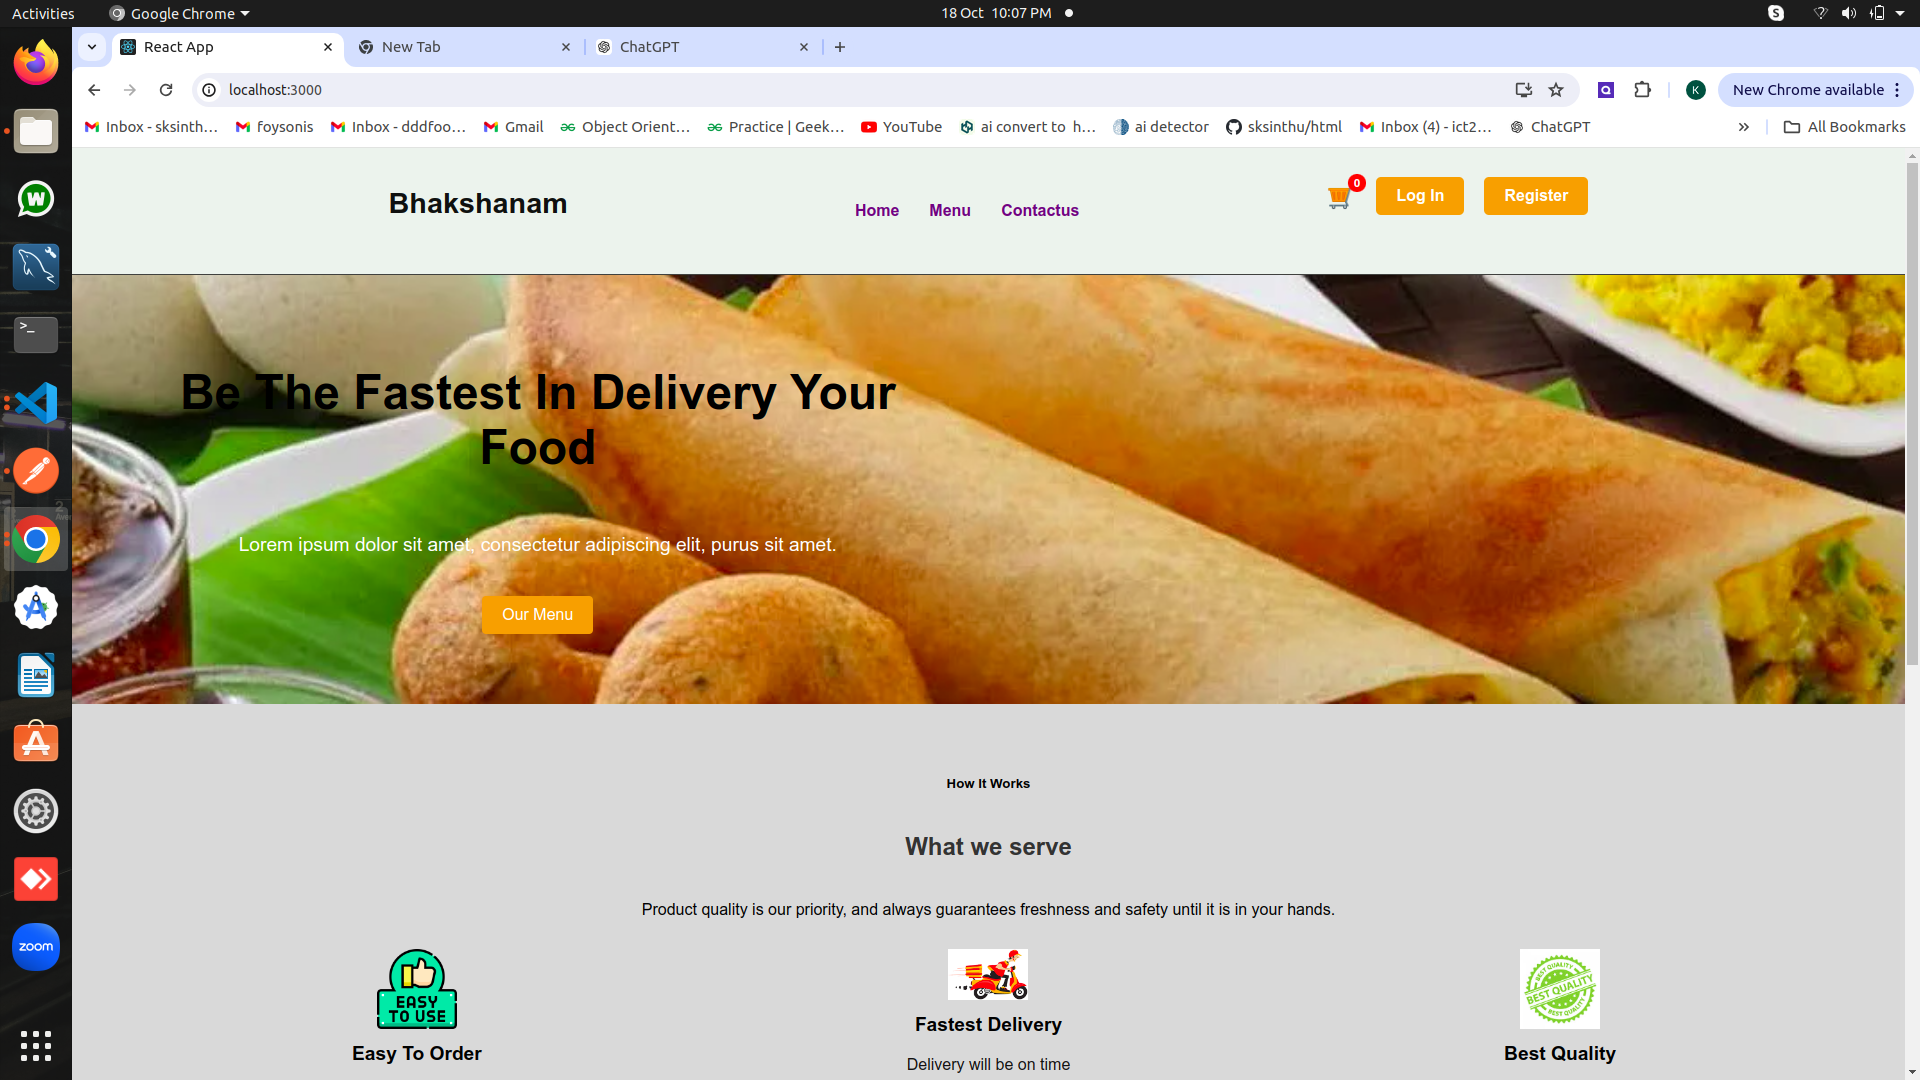 Activities
Google Chrome
18 Oct 10:07 PM
React App
New Tab
ChatGPT
localhost:3000
K
New Chrome available
Inbox - sksinth…
foysonis
Inbox - dddfoo…
Gmail
Object Orient…
Practice | Geek…
YouTube
ai convert to h…
ai detector
sksinthu/html
Inbox (4) - ict2…
ChatGPT
All Bookmarks
Bhakshanam
Home
Menu
Contactus
0
Log In
Register
Be The Fastest In Delivery Your
Food
Lorem ipsum dolor sit amet, consectetur adipiscing elit, purus sit amet.
Our Menu
How It Works
What we serve
Product quality is our priority, and always guarantees freshness and safety until it is in your hands.
EASY
TO USE
BEST QUALITY
BEST QUALITY
BEST QUALITY
Easy To Order
Fastest Delivery
Delivery will be on time
Best Quality
zoom